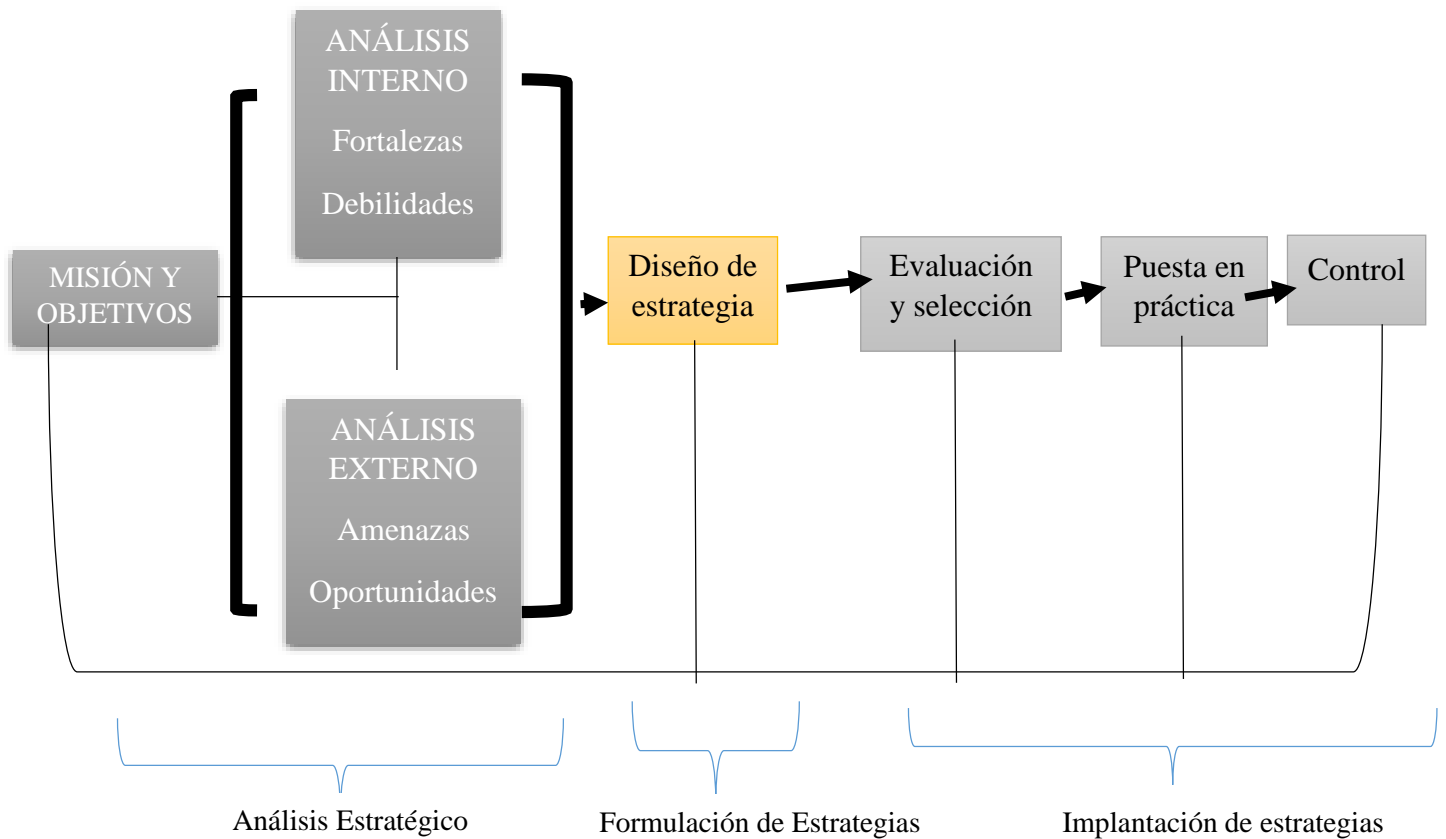 ANÁLISIS
INTERNO
Fortalezas
Debilidades
MISIÓN Y
OBJETIVOS
ANÁLISIS
EXTERNO
Amenazas
Oportunidades
Diseño de
estrategia
Evaluación
y selección
Puesta en
práctica
Control
Análisis Estratégico
Formulación de Estrategias
Implantación de estrategias